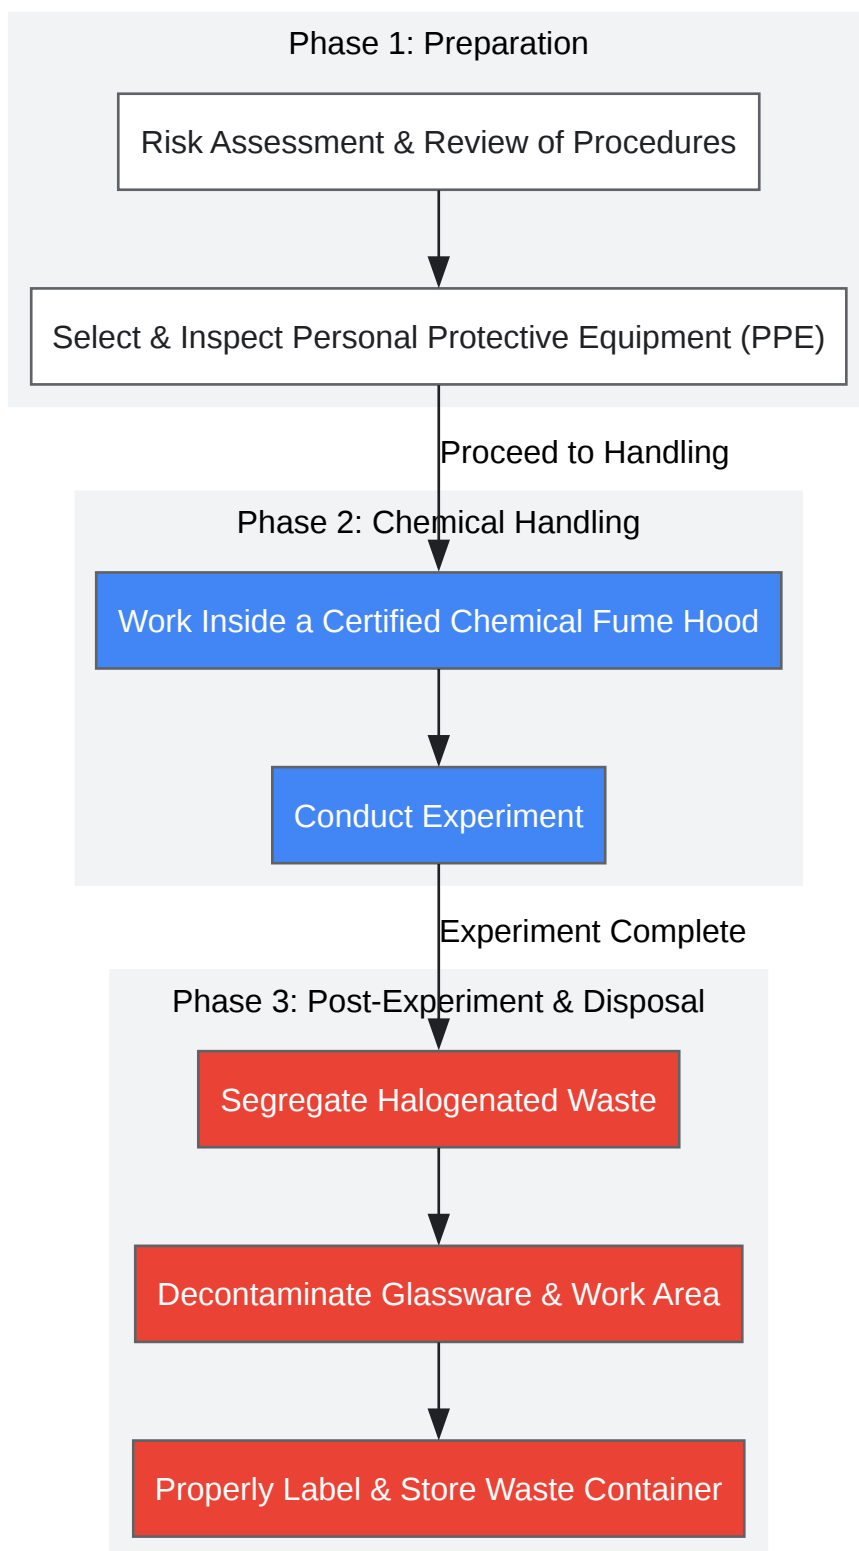 Phase 1: Preparation
Risk Assessment & Review of Procedures
Select & Inspect Personal Protective Equipment (PPE)
Proceed to Handling
Phase 2: Chemical Handling
Work Inside a Certified Chemical Fume Hood
Conduct Experiment
Experiment Complete
Phase 3: Post-Experiment & Disposal
Segregate Halogenated Waste
Decontaminate Glassware & Work Area
Properly Label & Store Waste Container